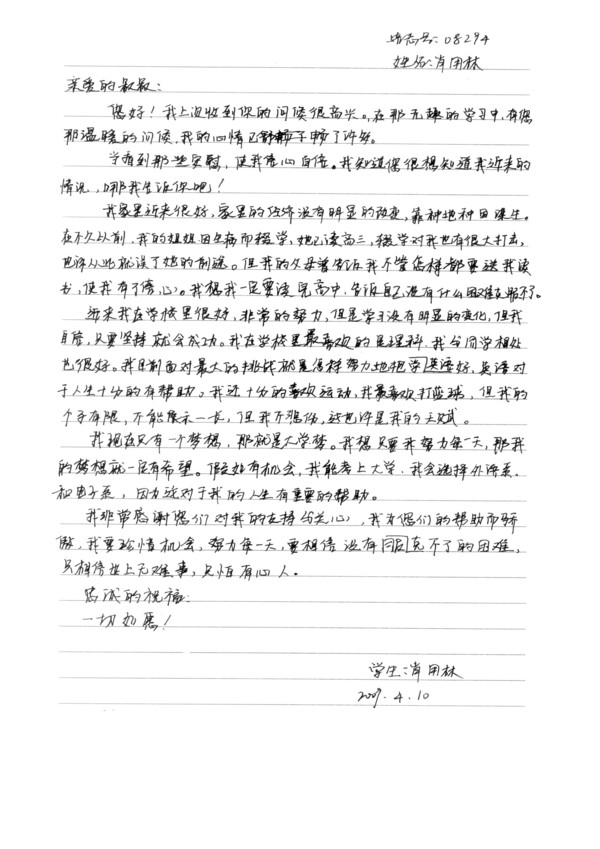 培志号: 08294
姓名: 肖用林
亲爱的叔叔:
您好！我上次收到你的问候很高兴。在那无趣的学习中,有您
那温暖的问候,我的心情已舒畅了许多。
当看到那些安慰,使我信心自倍。我知道您很想知道我近来的
情况,哪我告诉你吧！
我家里近来很好,家里的经济没有明显的改变,靠种地种田谋生。
在不久以前,我的姐姐因生病而辍学,她已读高三,辍学对我也有很大打击,
也许从此就误了她的前途。但我的父母曾告诉我不管怎样都要送我读
书,使我有了信心。我想我一定要读完高中,告诉自己没有什么困难克服不了。
近来我在学校里很好,非常的努力,但是学习没有明显的变化,但我
自信,只要坚持就会成功。我在学校里最喜欢的是理科,我与同学相处
也很好。我目前面对最大的挑战就是怎样努力地把学英语好,英语对
于人生十分的有帮助。我还十分的喜欢运动,我最喜欢打篮球,但我的
个子有限,不能展示一长,但我不悲伤,这也许是我的天赋。
我现在只有一个梦想,那就是大学梦。我想只要我努力每一天,那我
的梦想就一定有希望。假如有机会,我能考上大学,我会选择外语系
和电子系,因为这对于我的人生有重要的帮助。
我非常感谢您们对我的支持与关心,我为您们的帮助而骄
傲,我要珍惜机会,努力每一天,要相信没有克不了的困难,
只相信世上无难事,只怕有心人。
忠诚的祝福:
一切如愿！
学生:肖用林
2009.4.10